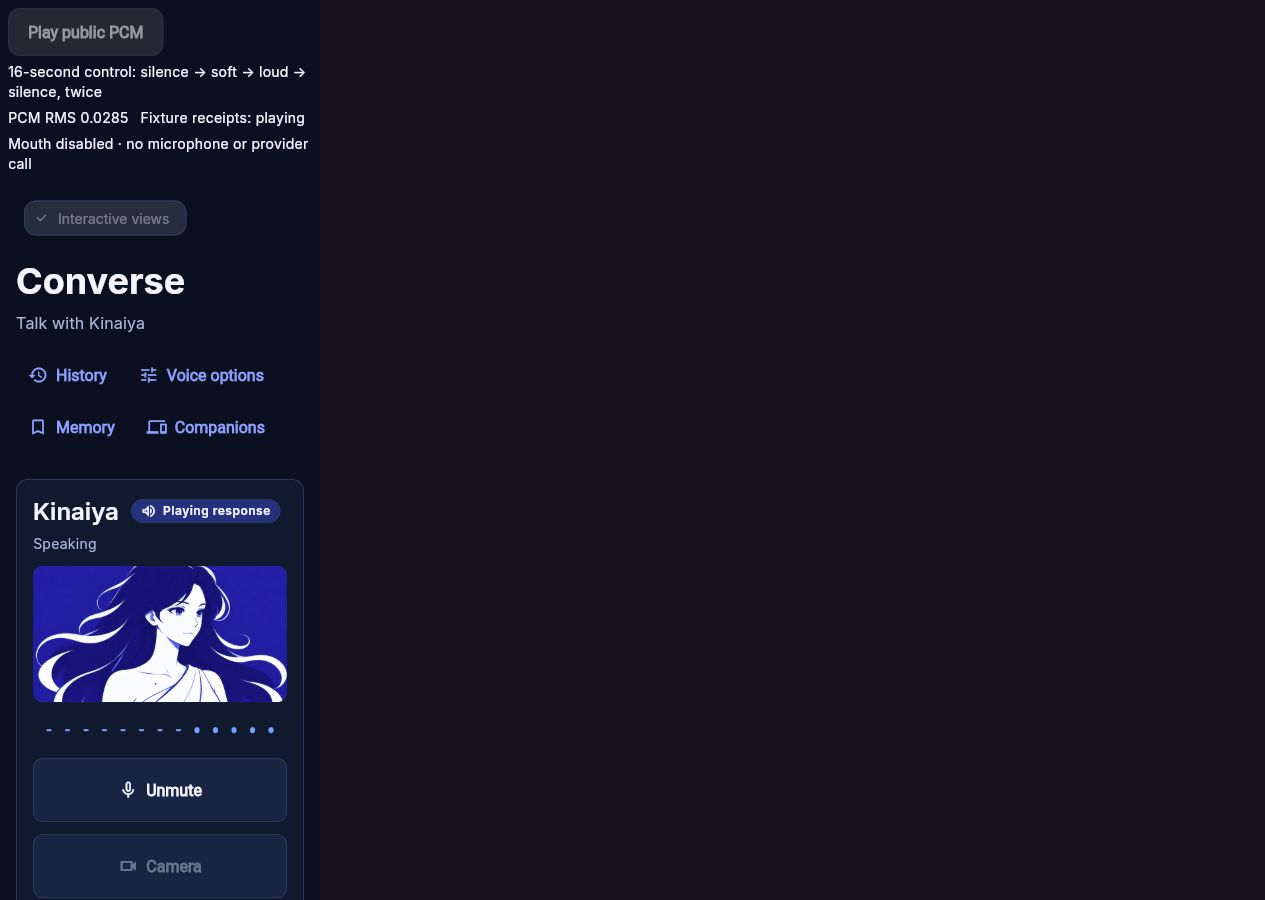 Play public PCM
16-second control: silence → soft → loud →
silence, twice
PCM RMS 0.0285 Fixture receipts: playing
Mouth disabled · no microphone or provider
call
Interactive views
Converse
Talk with Kinaiya
History Voice options
Memory Companions
Kinaiya Playing response
Speaking
Unmute
Camera